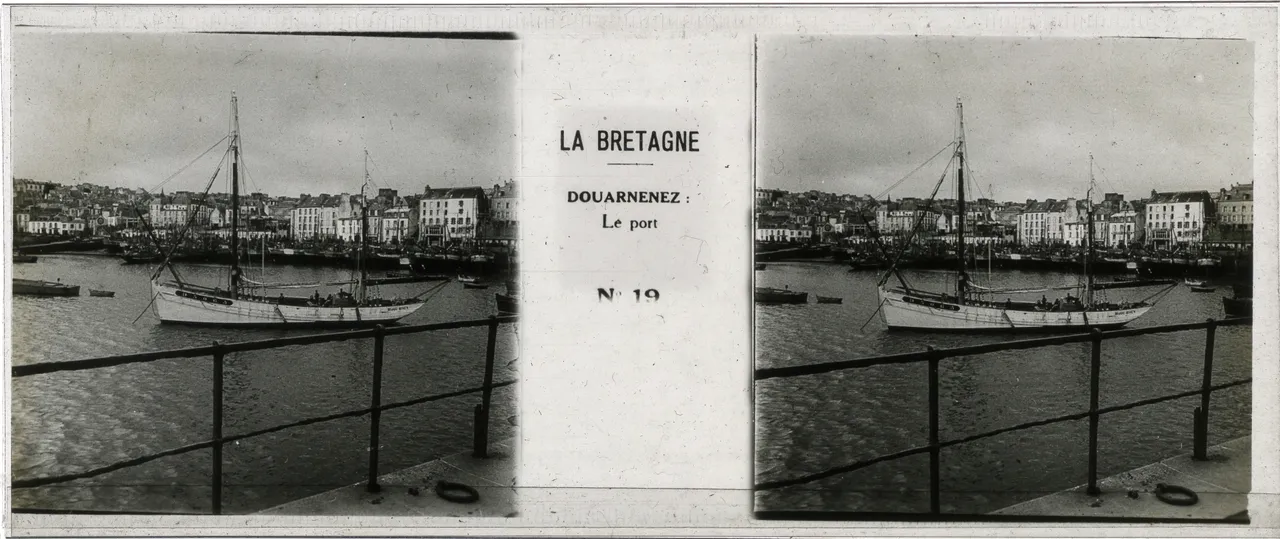 LA BRETAGNE
DOUARNENEZ :
Le port
N° 19